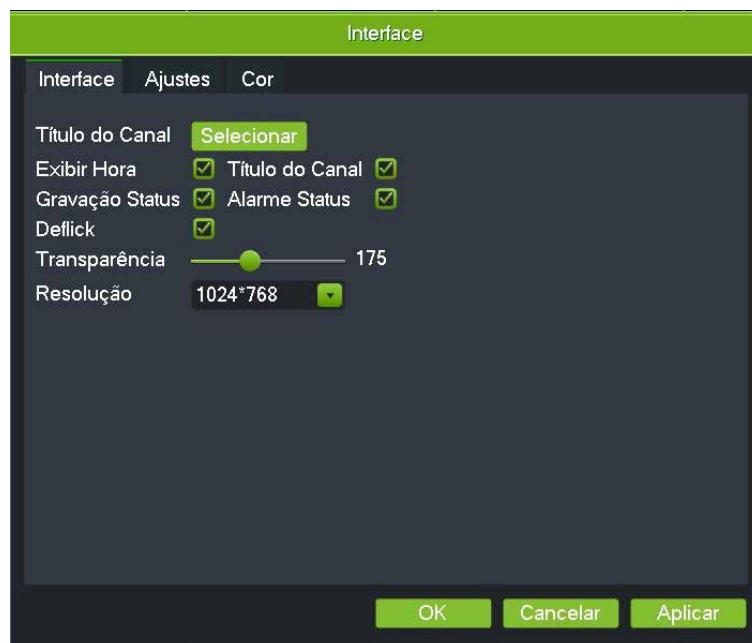 Interface
Interface Ajustes Cor
Título do Canal Selecionar
Exibir Hora Título do Canal
Gravação Status Alarme Status
Deflick
Transparência 175
Resolução 1024*768
OK Cancelar Aplicar